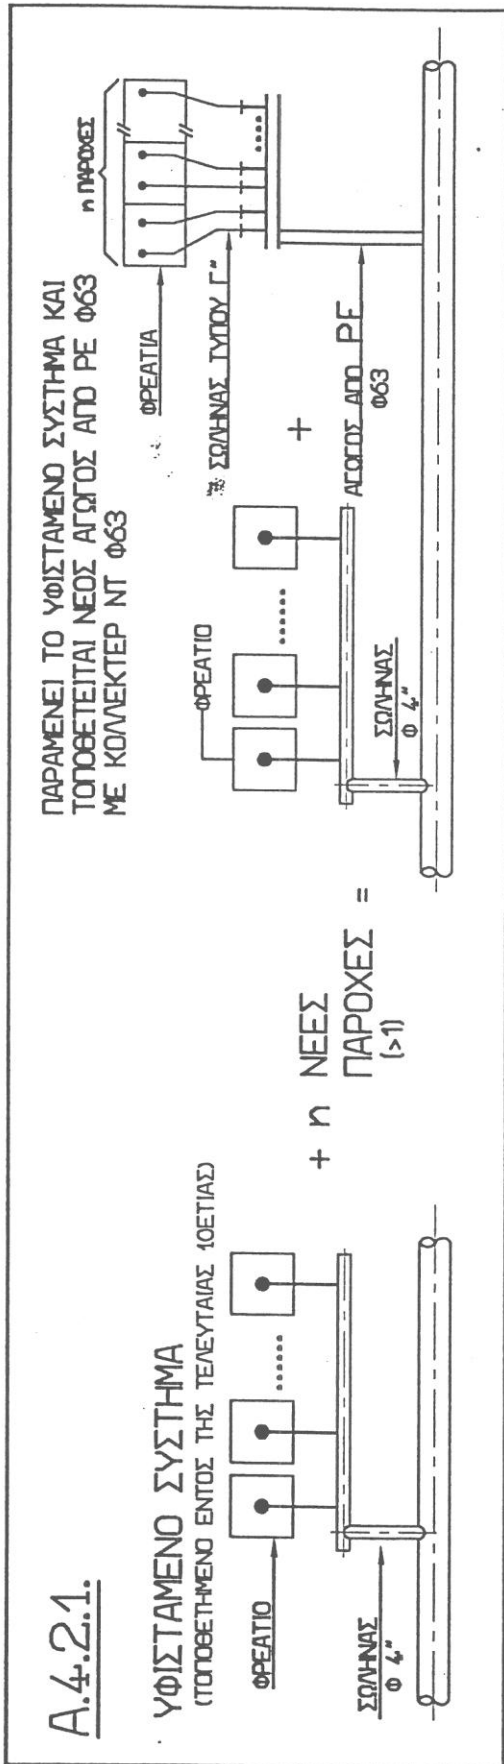 A.4.2.1.
ΥΦΙΣΤΑΜΕΝΟ ΣΥΣΤΗΜΑ
(ΤΟΠΟΘΕΤΗΜΕΝΟ ΕΝΤΟΣ ΤΗΣ ΤΕΛΕΥΤΑΙΑΣ 10ΕΤΙΑΣ)
ΦΡΕΑΤΙΟ
ΣΩΛΗΝΑΣ
Φ 4"
+ n ΝΕΕΣ
ΠΑΡΟΧΕΣ =
(>1)
ΠΑΡΑΜΕΝΕΙ ΤΟ ΥΦΙΣΤΑΜΕΝΟ ΣΥΣΤΗΜΑ ΚΑΙ
ΤΟΠΟΘΕΤΕΙΤΑΙ ΝΕΟΣ ΑΓΩΓΟΣ ΑΠΟ ΡΕ Φ63
ΜΕ ΚΟΛΛΕΚΤΕΡ ΝΤ Φ63
ΦΡΕΑΤΙΟ
ΣΩΛΗΝΑΣ
Φ 4"
+
n ΠΑΡΟΧΕΣ
ΦΡΕΑΤΙΑ
ΣΩΛΗΝΑΣ ΤΥΠΟΥ Γ"
ΑΓΩΓΟΣ ΑΠΟ PE
Φ63